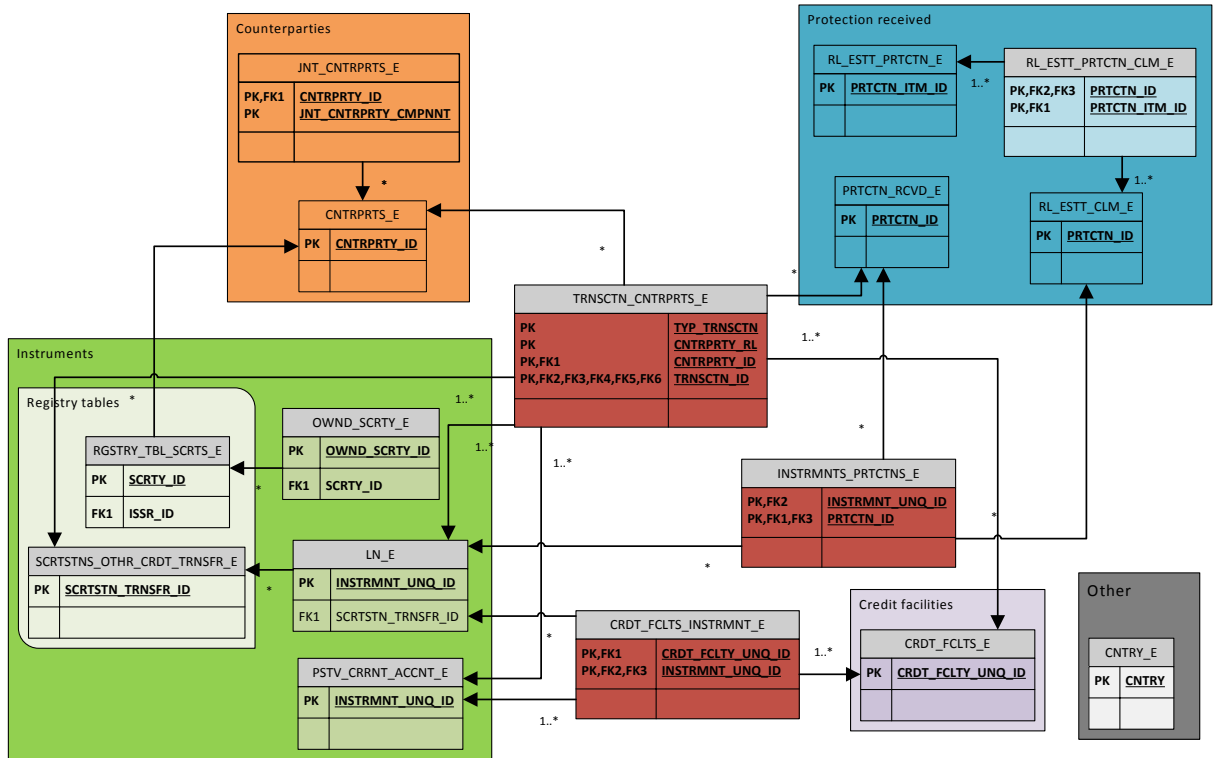 Counterparties
JNT_CNTRPRTS_E
PK,FK1 CNTRPRTY_ID
PK JNT_CNTRPRTY_CMPNNT
*
CNTRPRTS_E
PK CNTRPRTY_ID
Protection received
RL_ESTT_PRTCTN_E
PK PRTCTN_ITM_ID
1..*
RL_ESTT_PRTCTN_CLM_E
PK,FK2,FK3 PRTCTN_ID
PK,FK1 PRTCTN_ITM_ID
1..*
PRTCTN_RCVD_E
PK PRTCTN_ID
RL_ESTT_CLM_E
PK PRTCTN_ID
*
*
TRNSCTN_CNTRPRTS_E
PK TYP_TRNSCTN
PK CNTRPRTY_RL
PK,FK1 CNTRPRTY_ID
PK,FK2,FK3,FK4,FK5,FK6 TRNSCTN_ID
1..*
Instruments
Registry tables
*
RGSTRY_TBL_SCRTS_E
PK SCRTY_ID
FK1 ISSR_ID
OWND_SCRTY_E
PK OWND_SCRTY_ID
FK1 SCRTY_ID
*
1..*
1..*
1..*
*
INSTRMNTS_PRTCTNS_E
PK,FK2 INSTRMNT_UNQ_ID
PK,FK1,FK3 PRTCTN_ID
*
*
SCRTSTNS_OTHR_CRDT_TRNSFR_E
PK SCRTSTN_TRNSFR_ID
*
LN_E
PK INSTRMNT_UNQ_ID
FK1 SCRTSTN_TRNSFR_ID
*
PSTV_CRRNT_ACCNT_E
PK INSTRMNT_UNQ_ID
1..*
CRDT_FCLTS_INSTRMNT_E
PK,FK1 CRDT_FCLTY_UNQ_ID
PK,FK2,FK3 INSTRMNT_UNQ_ID
1..*
Credit facilities
CRDT_FCLTS_E
PK CRDT_FCLTY_UNQ_ID
Other
CNTRY_E
PK CNTRY